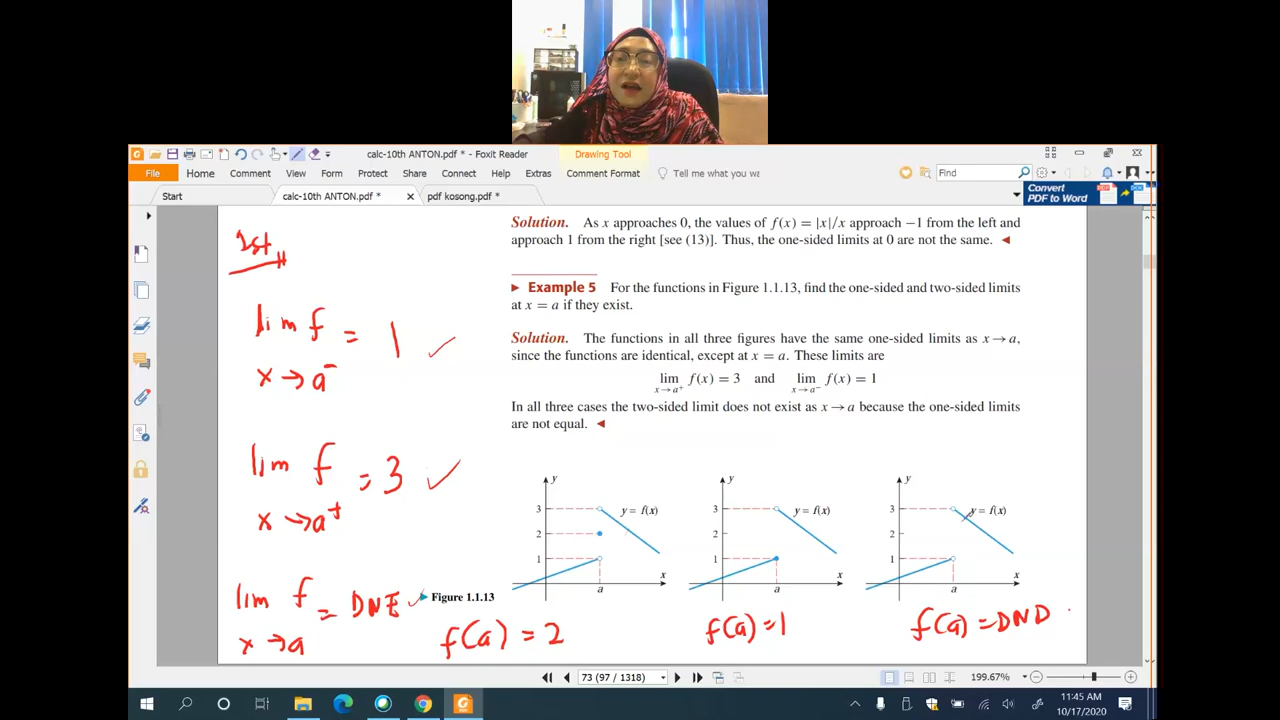 calc-10th ANTON.pdf * - Foxit Reader
Drawing Tool
File Home Comment View Form Protect Share Connect Help Extras Comment Format Tell me what you wa Find
Start calc-10th ANTON.pdf * pdf kosong.pdf *
Convert
PDF to Word
Solution. As x approaches 0, the values of f(x) = |x|/x approach −1 from the left and
approach 1 from the right [see (13)]. Thus, the one-sided limits at 0 are not the same. ◀
▶ Example 5 For the functions in Figure 1.1.13, find the one-sided and two-sided limits
at x = a if they exist.
Solution. The functions in all three figures have the same one-sided limits as x → a,
since the functions are identical, except at x = a. These limits are
lim f(x) = 3 and lim f(x) = 1
x → a⁺ x → a⁻
In all three cases the two-sided limit does not exist as x → a because the one-sided limits
are not equal. ◀
1st
lim f = 1 ✓
x → a⁻
lim f = 3 ✓
x → a⁺
lim f = DNE ✓
x → a
y
3
2
1
y = f(x)
x
a
y
3
2
1
y = f(x)
x
a
y
3
2
1
y = f(x)
x
a
▶ Figure 1.1.13
f(a) = 2
f(a) = 1
f(a) = DND
73 (97 / 1318)
199.67%
11:45 AM
10/17/2020